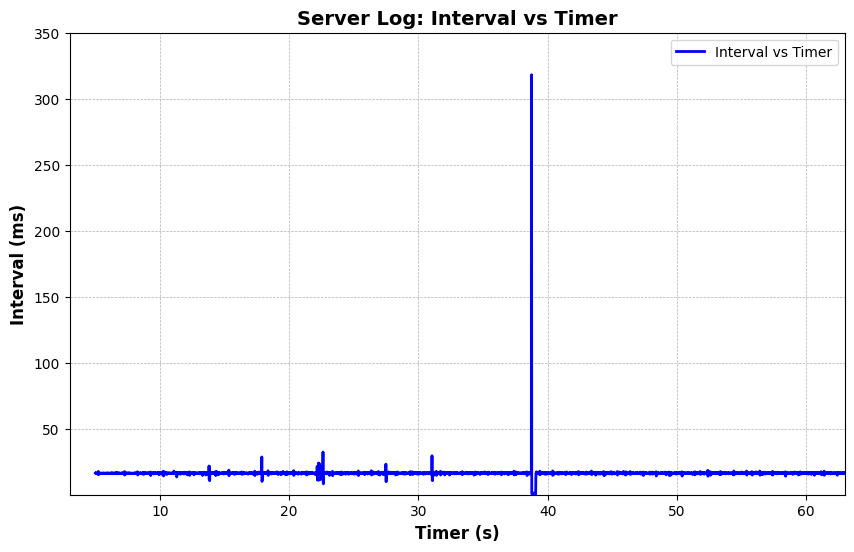 Server Log: Interval vs Timer
Interval vs Timer
350
300
250
200
150
100
50
Interval (ms)
10 20 30 40 50 60
Timer (s)